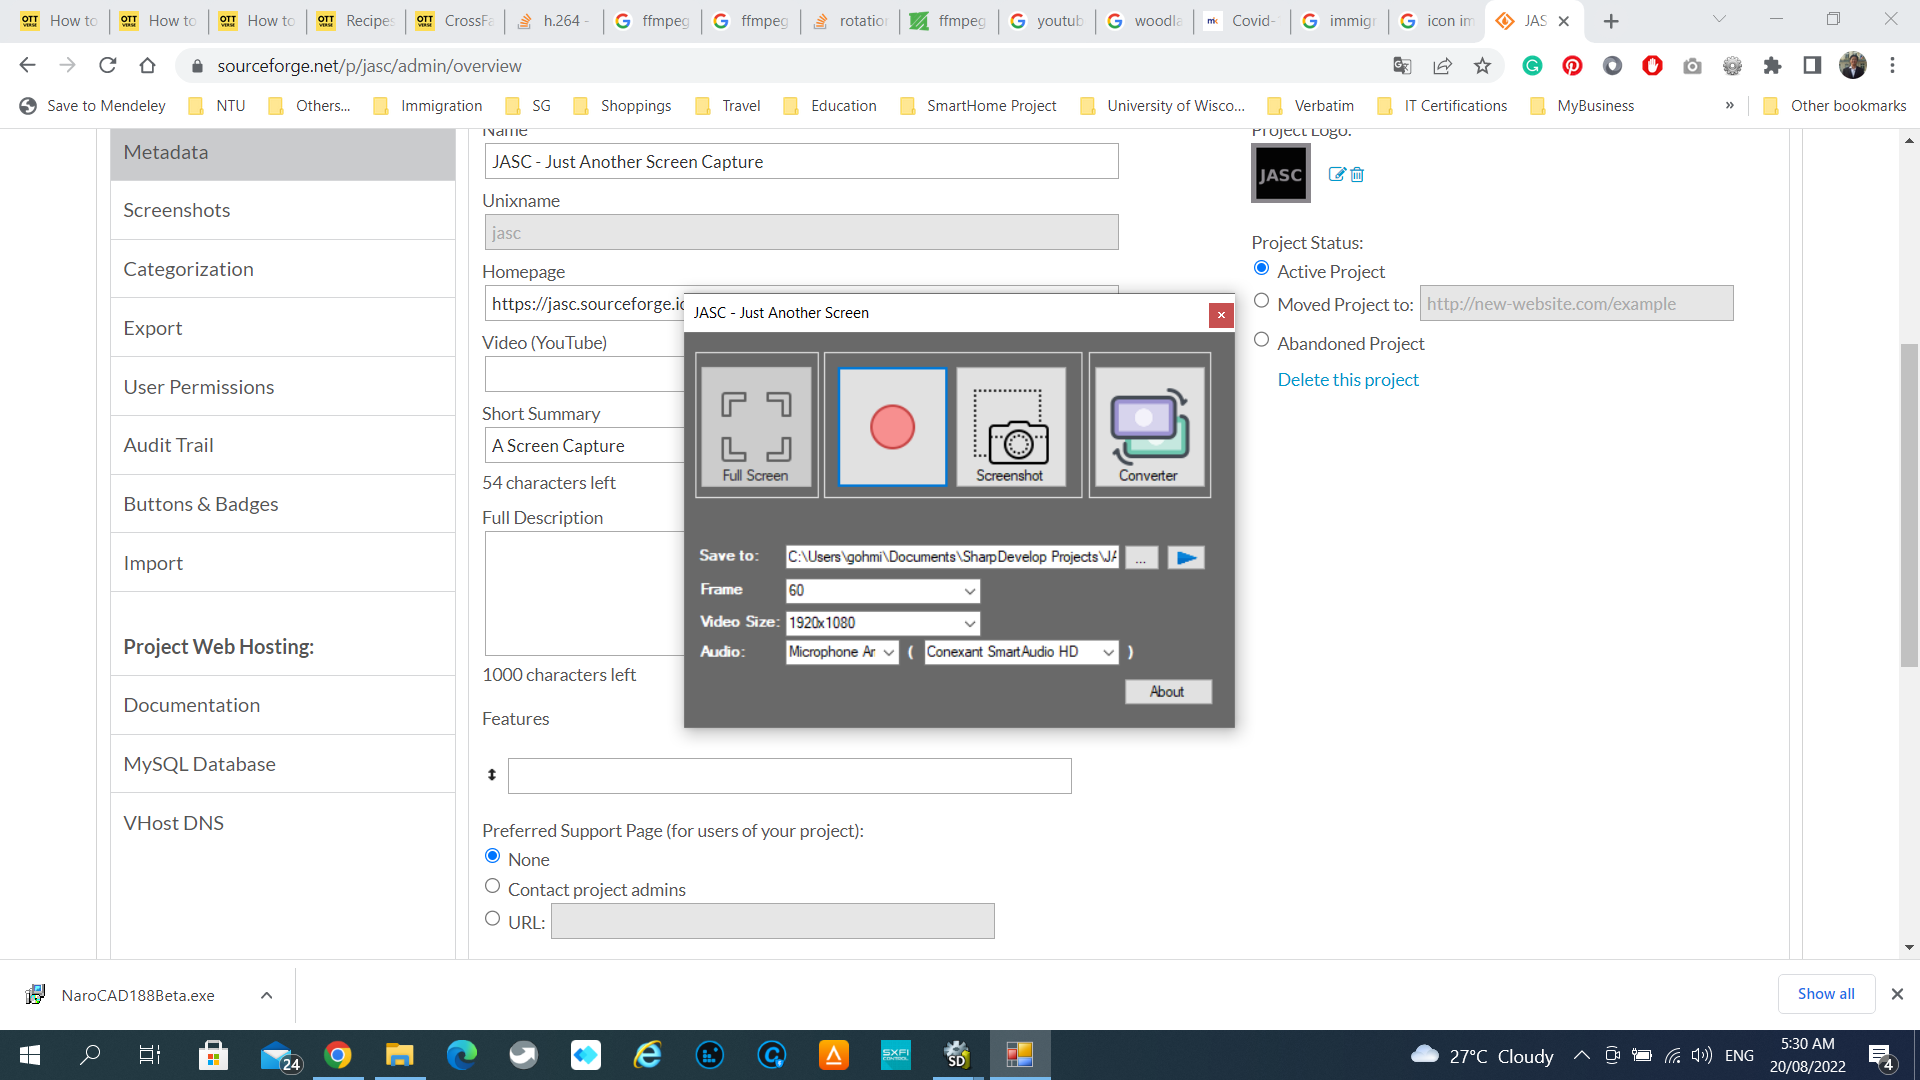 How to
How to
How to
Recipes
CrossFa
h.264 -
ffmpeg
ffmpeg
rotation
ffmpeg
youtub
woodla
Covid-
immigr
icon im
JAS
sourceforge.net/p/jasc/admin/overview
Save to Mendeley
NTU
Others...
Immigration
SG
Shoppings
Travel
Education
SmartHome Project
University of Wisco...
Verbatim
IT Certifications
MyBusiness
»
Other bookmarks
Metadata
Screenshots
Categorization
Export
User Permissions
Audit Trail
Buttons & Badges
Import
Project Web Hosting:
Documentation
MySQL Database
VHost DNS
Name
JASC - Just Another Screen Capture
Unixname
jasc
Homepage
https://jasc.sourceforge.io
Video (YouTube)
Short Summary
A Screen Capture
54 characters left
Full Description
1000 characters left
Features
Preferred Support Page (for users of your project):
None
Contact project admins
URL:
Project Logo:
JASC
Project Status:
Active Project
Moved Project to: http://new-website.com/example
Abandoned Project
Delete this project
JASC - Just Another Screen
Full Screen
Screenshot
Converter
Save to: C:\Users\gohmi\Documents\SharpDevelop Projects\JA ...
Frame 60
Video Size: 1920x1080
Audio: Microphone Ar ( Conexant SmartAudio HD )
About
NaroCAD188Beta.exe
Show all
24
SXFI
CONTROL
SD
27°C Cloudy
ENG
5:30 AM
20/08/2022
4